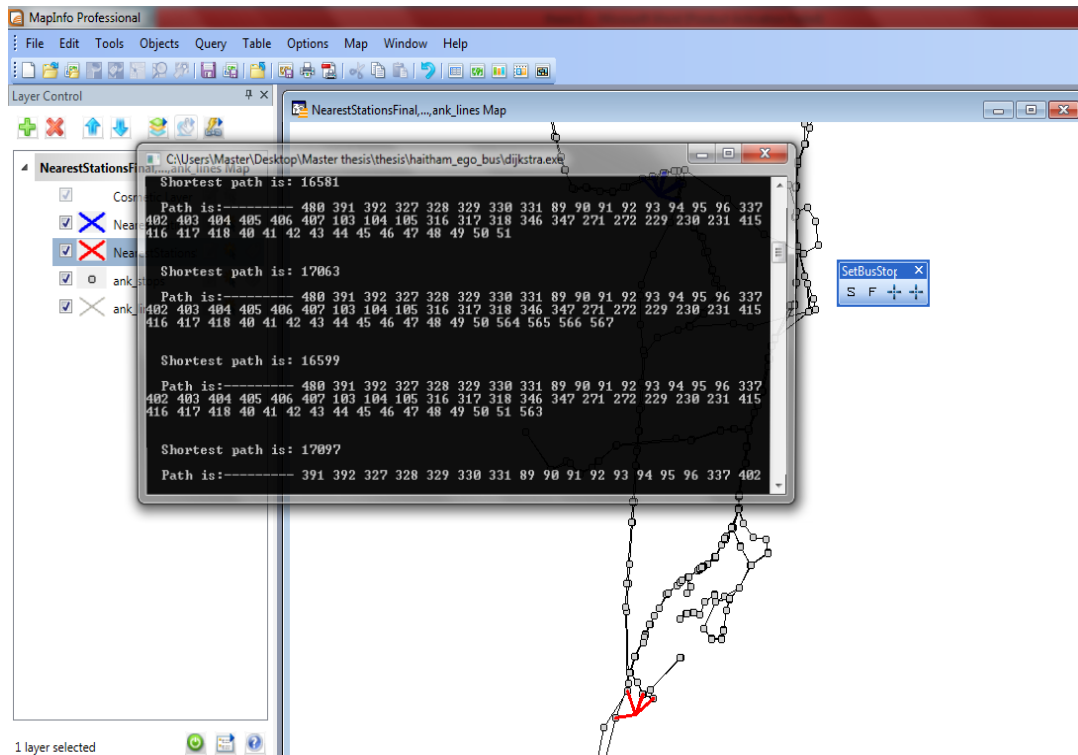 MapInfo Professional
File Edit Tools Objects Query Table Options Map Window Help
Layer Control
NearestStationsFinal,...,ank_lines Map
NearestStationsFinal,...,ank_lines Map
NearestStations
ank_stops
SetBusStop
S F
C:\Users\Master\Desktop\Master thesis\thesis\haitham_ego_bus\dijkstra.exe
Shortest path is: 16581
Path is:--------- 480 391 392 327 328 329 330 331 89 90 91 92 93 94 95 96 337
402 403 404 405 406 407 103 104 105 316 317 318 346 347 271 272 229 230 231 415
416 417 418 40 41 42 43 44 45 46 47 48 49 50 51
Shortest path is: 17063
Path is:--------- 480 391 392 327 328 329 330 331 89 90 91 92 93 94 95 96 337
402 403 404 405 406 407 103 104 105 316 317 318 346 347 271 272 229 230 231 415
416 417 418 40 41 42 43 44 45 46 47 48 49 50 564 565 566 567
Shortest path is: 16599
Path is:--------- 480 391 392 327 328 329 330 331 89 90 91 92 93 94 95 96 337
402 403 404 405 406 407 103 104 105 316 317 318 346 347 271 272 229 230 231 415
416 417 418 40 41 42 43 44 45 46 47 48 49 50 51 563
Shortest path is: 17097
Path is:--------- 391 392 327 328 329 330 331 89 90 91 92 93 94 95 96 337 402
1 layer selected